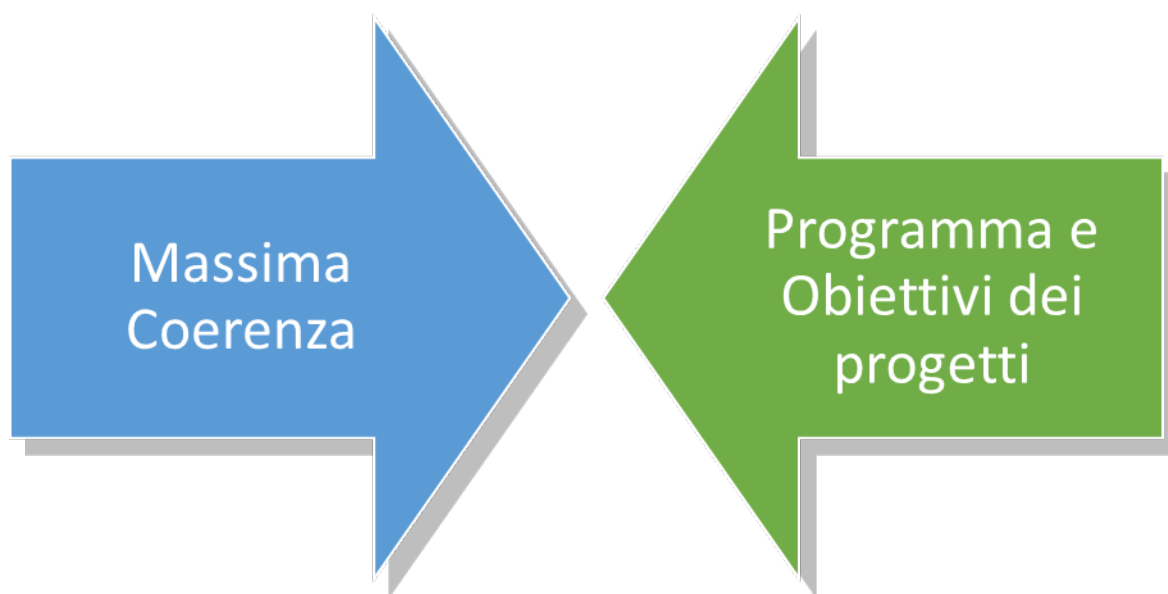 Massima
Coerenza
Programma e
Obiettivi dei
progetti